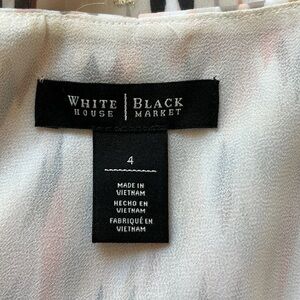 WHITE | BLACK
HOUSE | MARKET
4
MADE IN
VIETNAM
HECHO EN
VIETNAM
FABRIQUÉ EN
VIETNAM